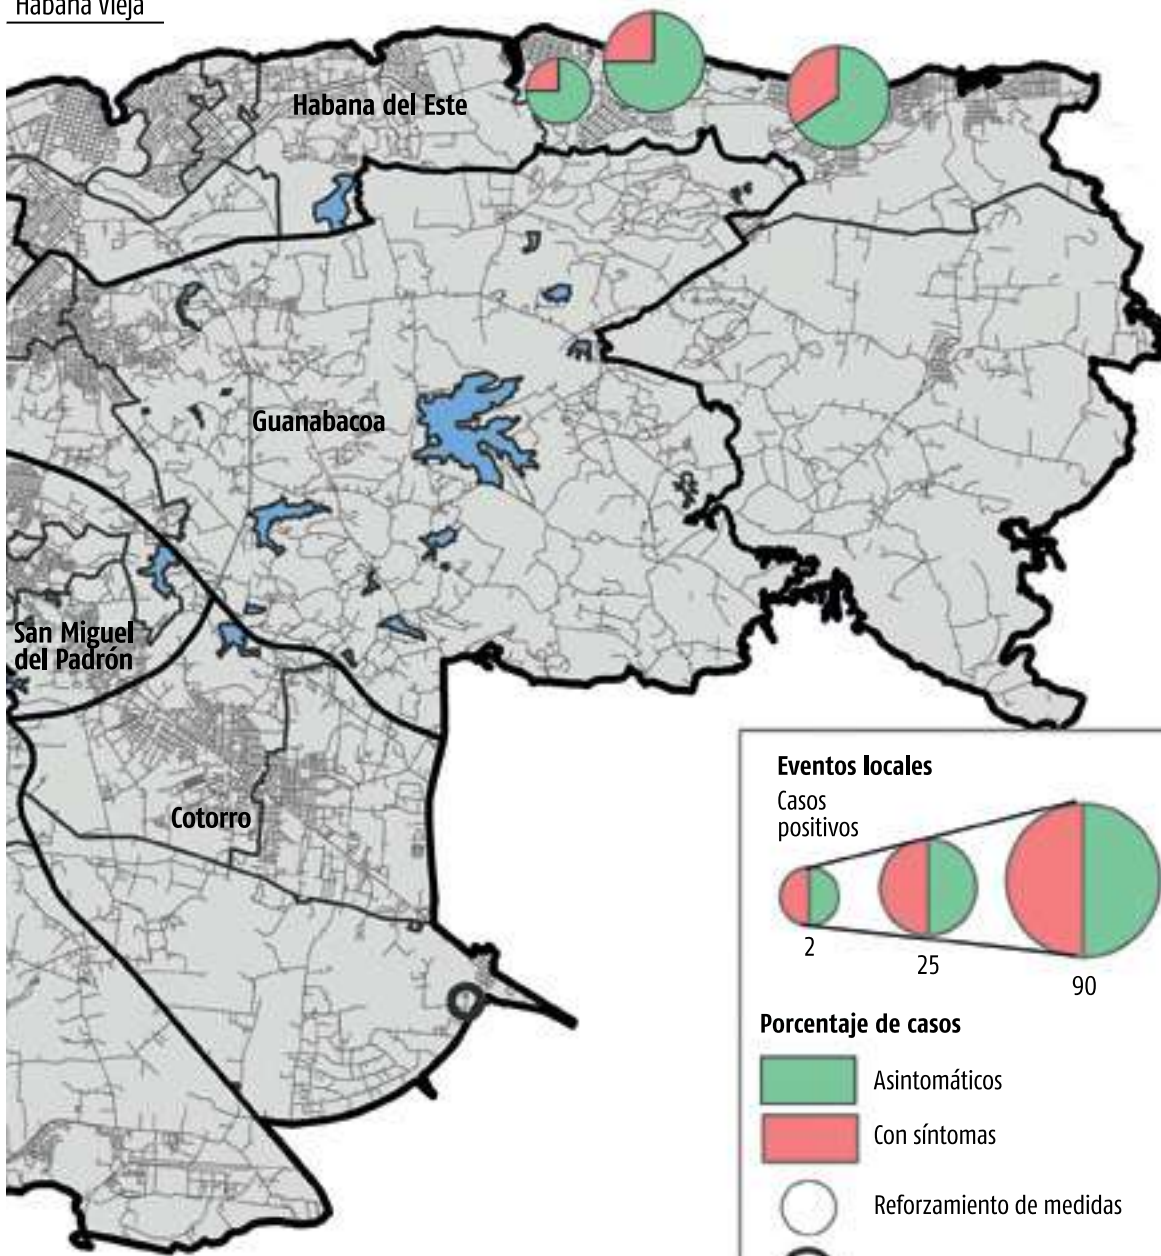 Habana Vieja
Habana del Este
Guanabacoa
San Miguel
del Padrón
Cotorro
Eventos locales
Casos
positivos
2
25
90
Porcentaje de casos
Asintomáticos
Con síntomas
Reforzamiento de medidas